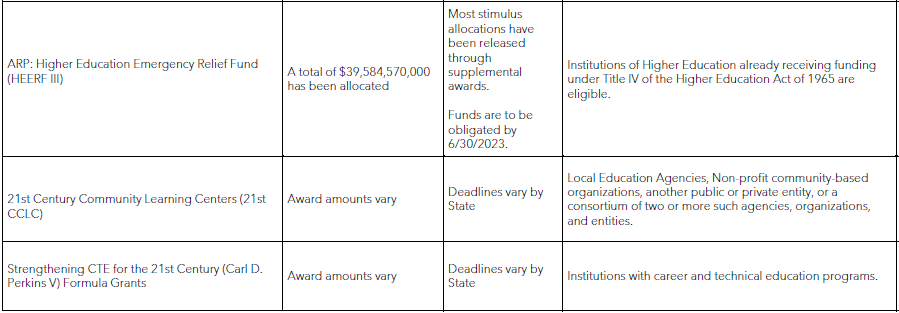 ARP: Higher Education Emergency Relief Fund
(HEERF III)
A total of $39,584,570,000
has been allocated
Most stimulus
allocations have
been released
through
supplemental
awards.
Funds are to be
obligated by
6/30/2023.
Institutions of Higher Education already receiving funding
under Title IV of the Higher Education Act of 1965 are
eligible.
21st Century Community Learning Centers (21st
CCLC)
Award amounts vary
Deadlines vary by
State
Local Education Agencies, Non-profit community-based
organizations, another public or private entity, or a
consortium of two or more such agencies, organizations,
and entities.
Strengthening CTE for the 21st Century (Carl D.
Perkins V) Formula Grants
Award amounts vary
Deadlines vary by
State
Institutions with career and technical education programs.